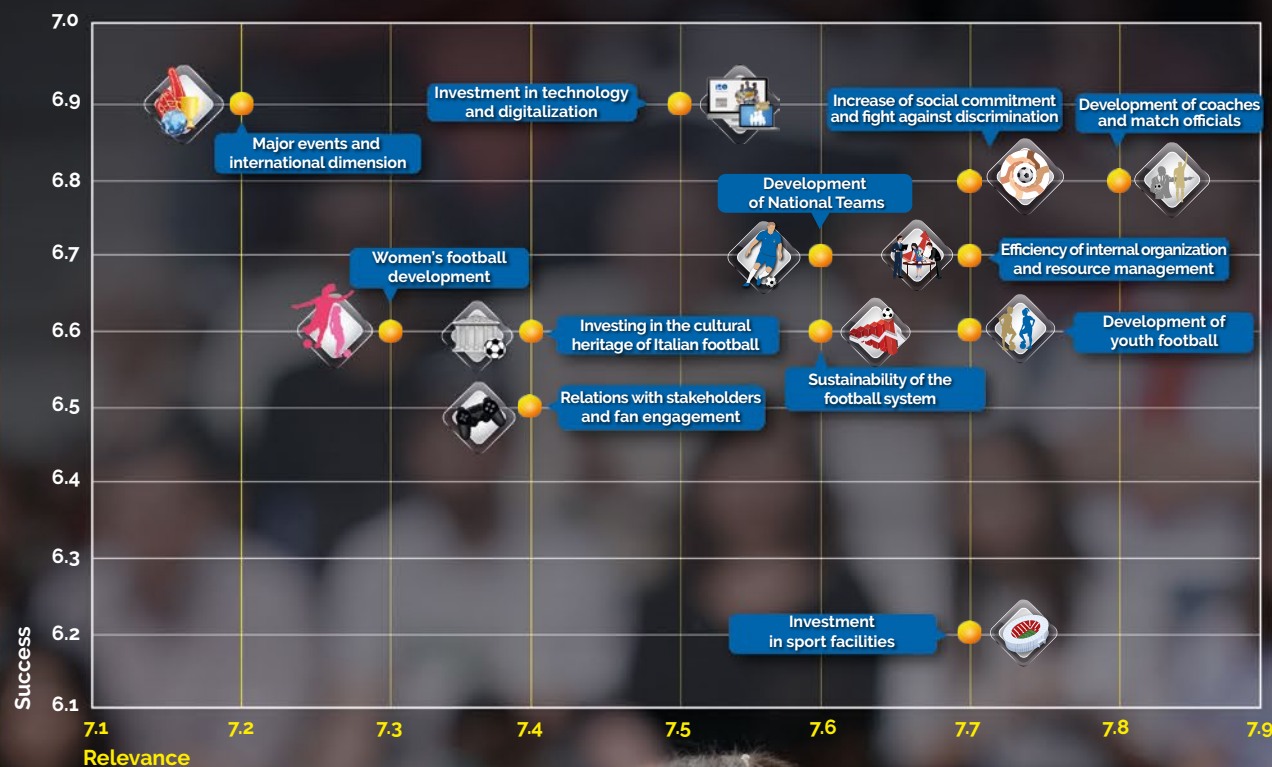 7.0
6.9
Major events and
international dimension
Investment in technology
and digitalization
Increase of social commitment
and fight against discrimination
Development of coaches
and match officials
6.8
Development
of National Teams
6.7
Women's football
development
Efficiency of internal organization
and resource management
6.6
Investing in the cultural
heritage of Italian football
Sustainability of the
football system
Development of
youth football
6.5
Relations with stakeholders
and fan engagement
6.4
6.3
6.2
Investment
in sport facilities
6.1
Success
7.1 7.2 7.3 7.4 7.5 7.6 7.7 7.8 7.9
Relevance